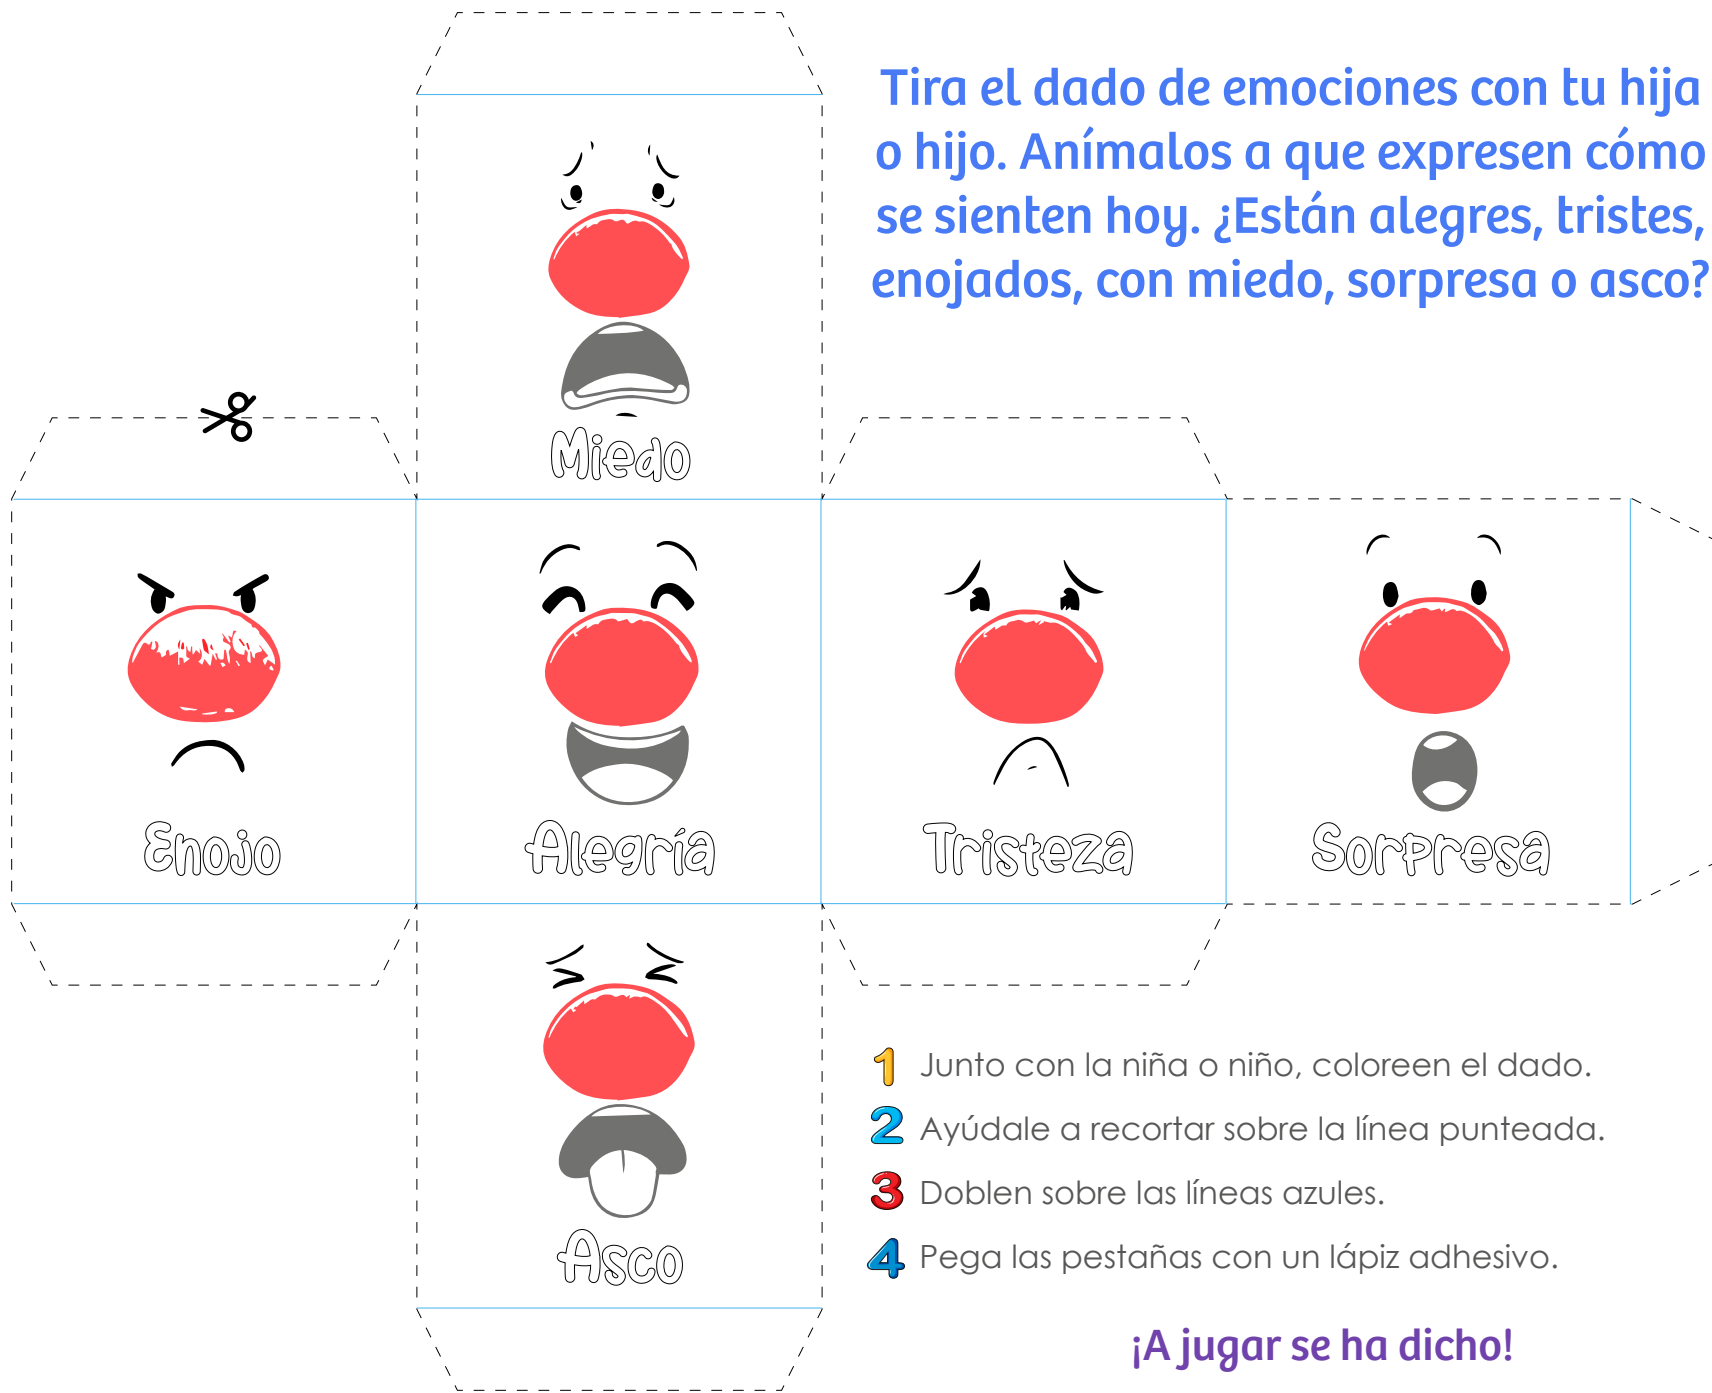 Tira el dado de emociones con tu hija
o hijo. Anímalos a que expresen cómo
se sienten hoy. ¿Están alegres, tristes,
enojados, con miedo, sorpresa o asco?
Miedo
Enojo
Alegría
Tristeza
Sorpresa
Asco
1 Junto con la niña o niño, coloreen el dado.
2 Ayúdale a recortar sobre la línea punteada.
3 Doblen sobre las líneas azules.
4 Pega las pestañas con un lápiz adhesivo.
¡A jugar se ha dicho!